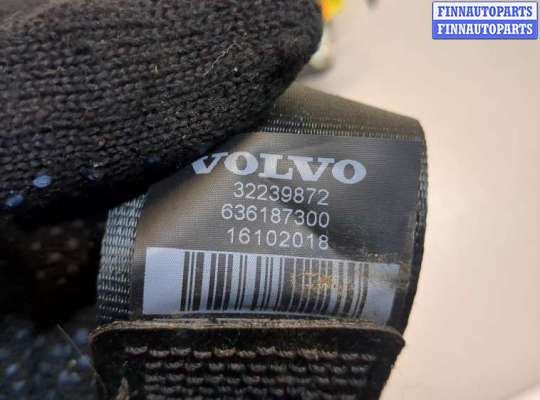 FINNAUTOPARTS
FINNAUTOPARTS
VOLVO
32239872
636187300
16102018